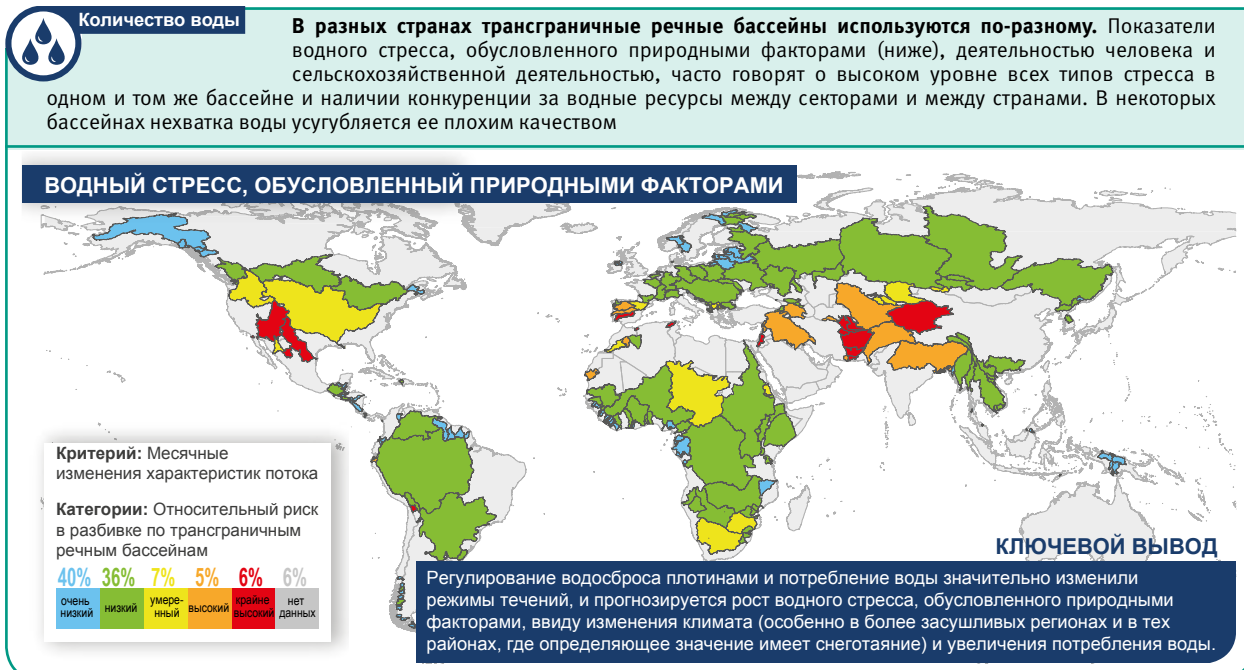 Количество воды
В разных странах трансграничные речные бассейны используются по-разному. Показатели
водного стресса, обусловленного природными факторами (ниже), деятельностью человека и
сельскохозяйственной деятельностью, часто говорят о высоком уровне всех типов стресса в
одном и том же бассейне и наличии конкуренции за водные ресурсы между секторами и между странами. В некоторых
бассейнах нехватка воды усугубляется ее плохим качеством
ВОДНЫЙ СТРЕСС, ОБУСЛОВЛЕННЫЙ ПРИРОДНЫМИ ФАКТОРАМИ
Критерий: Месячные
изменения характеристик потока
Категории: Относительный риск
в разбивке по трансграничным
речным бассейнам
40% 36% 7% 5% 6% 6%
очень низкий
низкий
умеренный
высокий
крайне высокий
нет данных
КЛЮЧЕВОЙ ВЫВОД
Регулирование водосброса плотинами и потребление воды значительно изменили
режимы течений, и прогнозируется рост водного стресса, обусловленного природными
факторами, ввиду изменения климата (особенно в более засушливых регионах и в тех
районах, где определяющее значение имеет снеготаяние) и увеличения потребления воды.